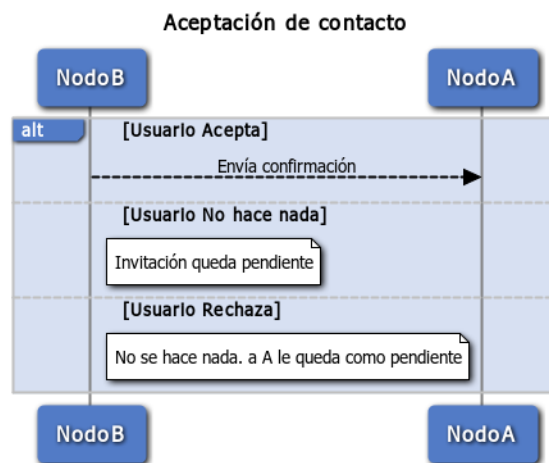 Aceptación de contacto
NodoB NodoA
alt [Usuario Acepta]
Envía confirmación
[Usuario No hace nada]
Invitación queda pendiente
[Usuario Rechaza]
No se hace nada. a A le queda como pendiente
NodoB NodoA